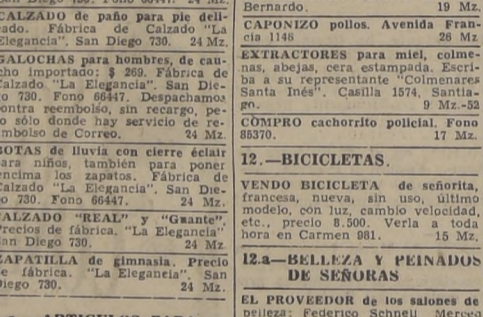 CALZADO de paño para pie deli-
cado. Fábrica de Calzado "La
Elegancia". San Diego 730. 24 Mz.
GALOCHAS para hombres, de cau-
cho importado: $ 269. Fábrica de
Calzado. "La Elegancia". San Die-
go 730. Fono 66447. Despachamos
contra reembolso, sin recargo, pe-
ro sólo donde hay servicio de re-
embolso de Correo. 24 Mz.
BOTAS de lluvia con cierre éclair
para niños, también para poner
encima los zapatos. Fábrica de
Calzado "La Elegancia". San Die-
go 730. Fono 66447. 24 Mz.
CALZADO "REAL" y "Guante".
Precios de fábrica. "La Elegancia"
San Diego 730. 24 Mz.
ZAPATILLA de gimnasia. Precio
de fábrica. "La Elegancia". San
Diego 730. 24 Mz.
Bernardo. 19 Mz.
CAPONIZO pollos. Avenida Fran-
cia 1148 26 Mz
EXTRACTORES para miel, colme-
nas, abejas, cera estampada. Escri-
ba a su representante "Colmenares
Santa Inés". Casilla 1574, Santia-
go. 9 Mz.-52
COMPRO cachorrito policial. Fono
85370. 17 Mz.
12.—BICICLETAS.
VENDO BICICLETA de señorita,
francesa, nueva, sin uso, último
modelo, con luz, cambio velocidad,
etc., precio 8.500. Verla a toda
hora en Carmen 981. 15 Mz.
12.a—BELLEZA Y PEINADOS
DE SEÑORAS
EL PROVEEDOR de los salones de
belleza: Federico Schnell Merced